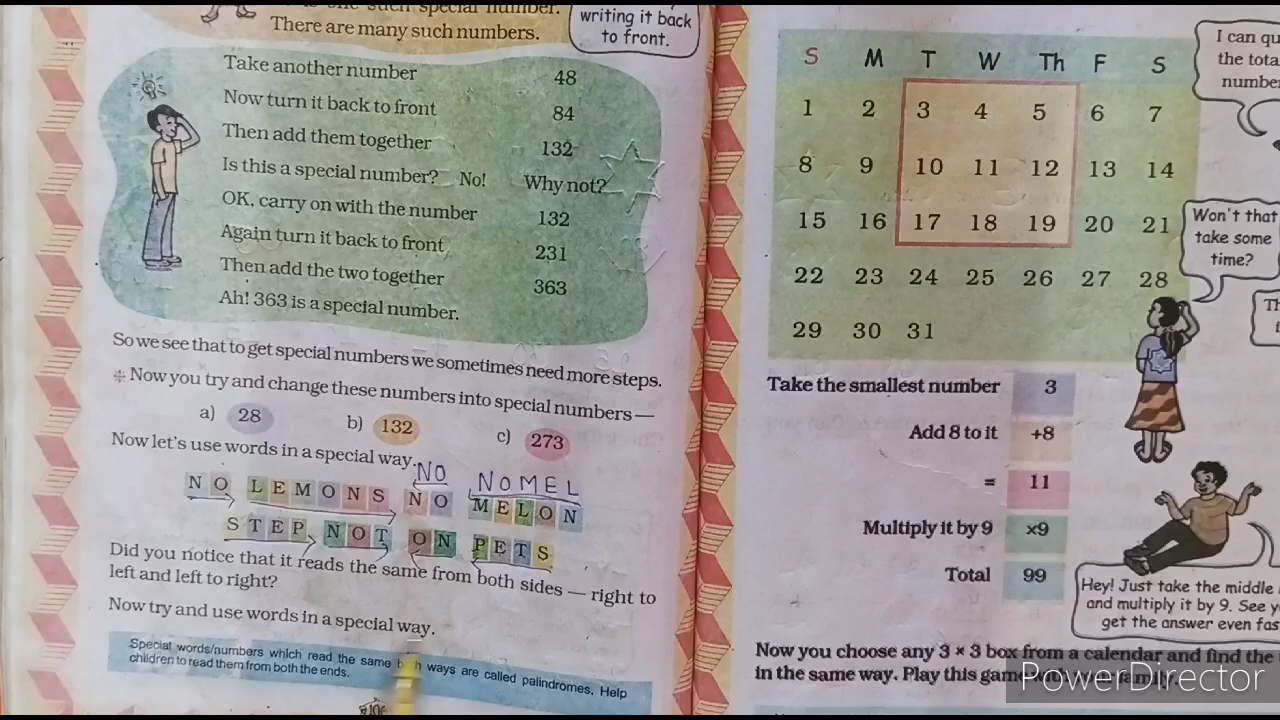 is one such special number.
There are many such numbers.
writing it back
to front.
Take another number 48
Now turn it back to front 84
Then add them together 132
Is this a special number? No! Why not?
OK, carry on with the number 132
Again turn it back to front 231
Then add the two together 363
Ah! 363 is a special number.
So we see that to get special numbers we sometimes need more steps.
Now you try and change these numbers into special numbers —
a) 28 b) 132 c) 273
Now let's use words in a special way.
NO NOMEL
NO LEMONS NO MELON
STEP NOT ON PETS
Did you notice that it reads the same from both sides — right to
left and left to right?
Now try and use words in a special way.
Special words/numbers which read the same ways are called palindromes. Help
children to read them from both the ends.
S M T W Th F S
1 2 3 4 5 6 7
8 9 10 11 12 13 14
15 16 17 18 19 20 21
22 23 24 25 26 27 28
29 30 31
I can qu
the tota
numbe
Won't that
take some
time?
Take the smallest number 3
Add 8 to it +8
= 11
Multiply it by 9 ×9
Total 99
Hey! Just take the middle
and multiply it by 9. See y
get the answer even fas
Now you choose any 3 × 3 box from a calendar and find the
in the same way. Play this game with your family.
PowerDirector